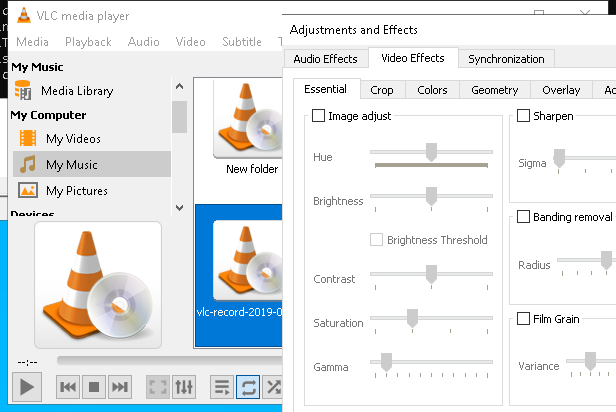 VLC media player
Media Playback Audio Video Subtitle
My Music
Media Library
My Computer
My Videos
My Music
My Pictures
Devices
New folder
vlc-record-2019-0
--:--
Adjustments and Effects
Audio Effects Video Effects Synchronization
Essential Crop Colors Geometry Overlay
Image adjust
Hue
Brightness
Brightness Threshold
Contrast
Saturation
Gamma
Sharpen
Sigma
Banding removal
Radius
Film Grain
Variance